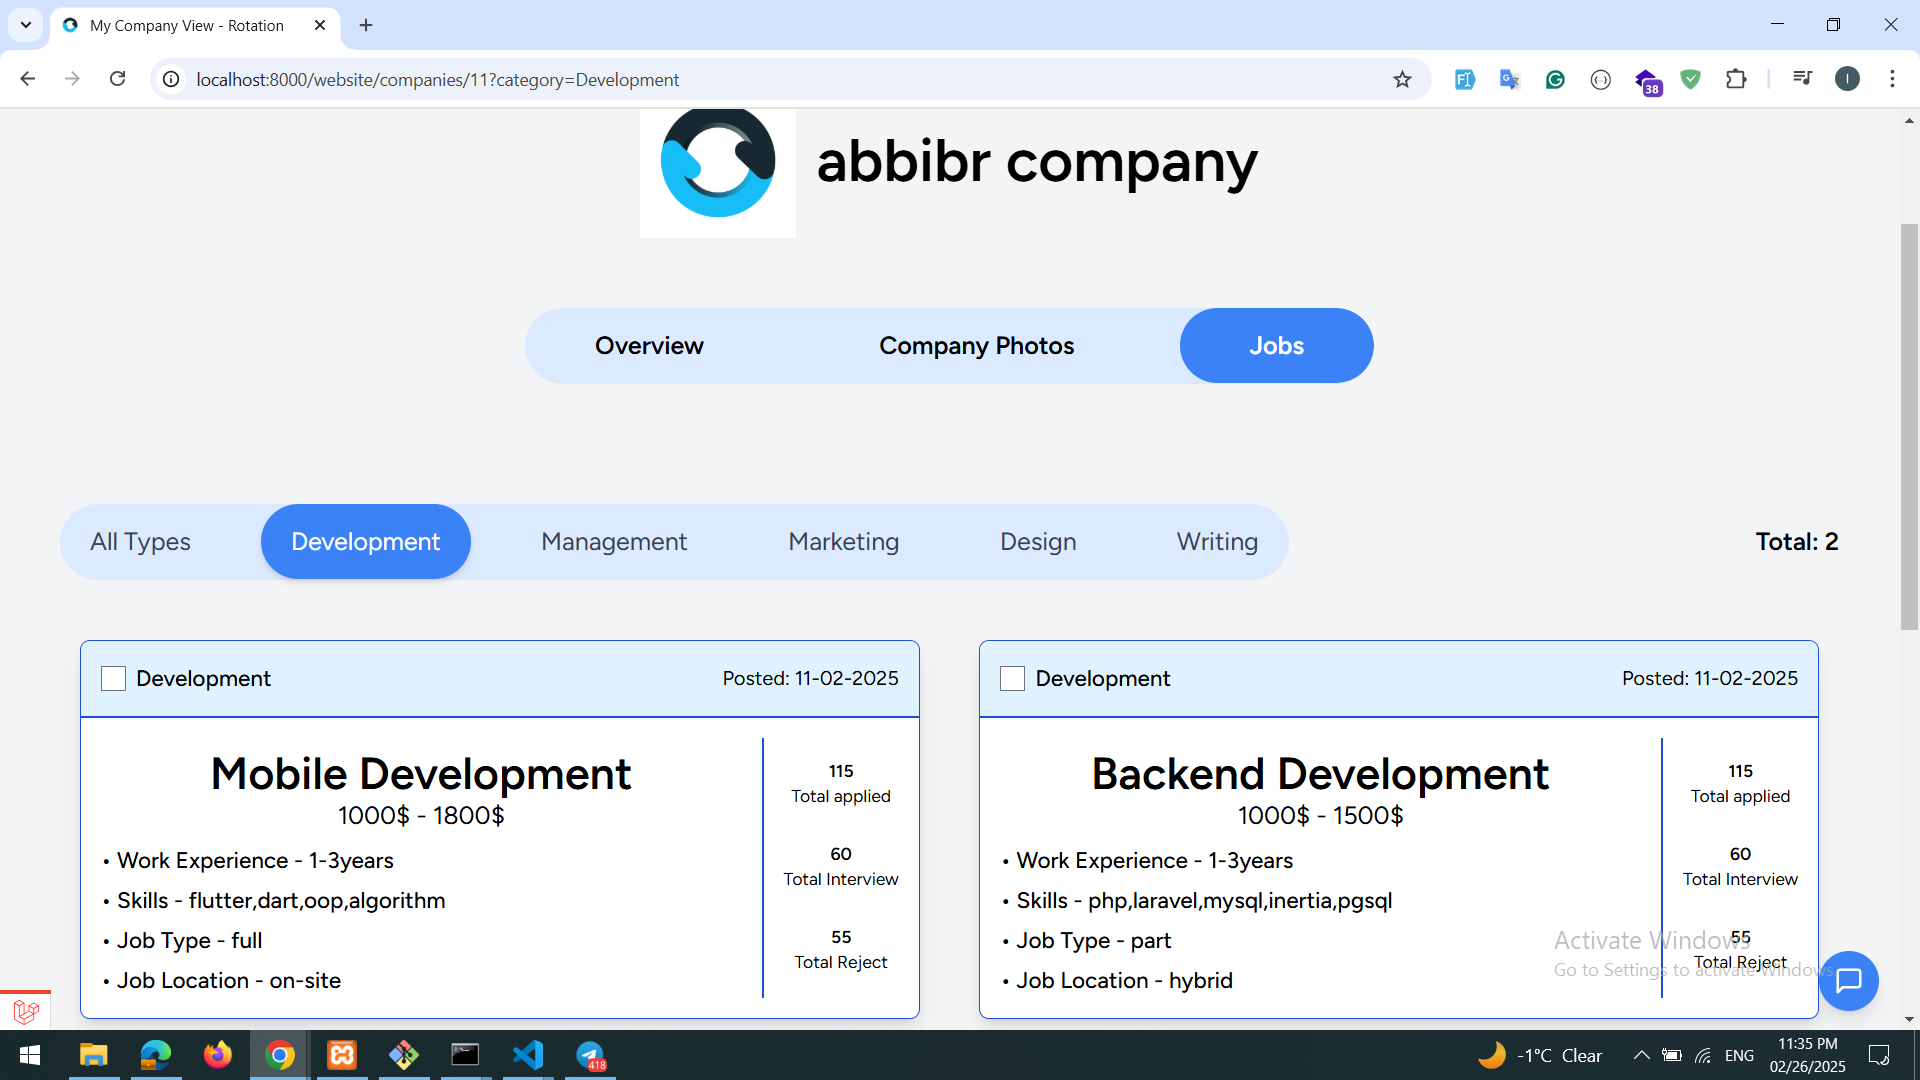 My Company View - Rotation
localhost:8000/website/companies/11?category=Development
38
I
abbibr company
Overview
Company Photos
Jobs
All Types
Development
Management
Marketing
Design
Writing
Total: 2
Development
Posted: 11-02-2025
Mobile Development
1000$ - 1800$
• Work Experience - 1-3years
• Skills - flutter,dart,oop,algorithm
• Job Type - full
• Job Location - on-site
115
Total applied
60
Total Interview
55
Total Reject
Development
Posted: 11-02-2025
Backend Development
1000$ - 1500$
• Work Experience - 1-3years
• Skills - php,laravel,mysql,inertia,pgsql
• Job Type - part
• Job Location - hybrid
115
Total applied
60
Total Interview
55
Total Reject
Activate Windows
Go to Settings to activate Windows.
418
-1°C Clear
ENG
11:35 PM
02/26/2025